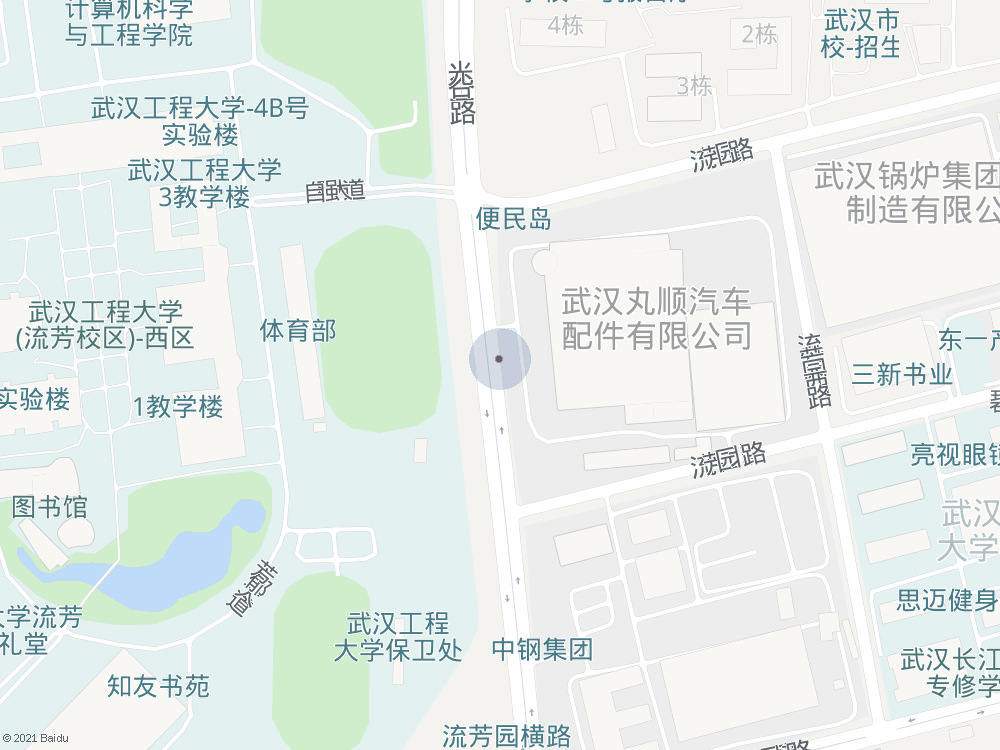 计算机科学
与工程学院
4栋
2栋
武汉市
校-招生
3栋
光谷路
武汉工程大学-4B号
实验楼
流芳园路
武汉工程大学
3教学楼
自强大道
武汉锅炉集团
制造有限公
便民岛
武汉工程大学
(流芳校区)-西区
体育部
武汉丸顺汽车
配件有限公司
东一产
三新书业
实验楼
1教学楼
亮视眼镜
图书馆
武汉
大学
思迈健身
大学流芳
礼堂
武汉工程
大学保卫处
中钢集团
武汉长江
专修学
知友书苑
流芳园横路
© 2021 Baidu